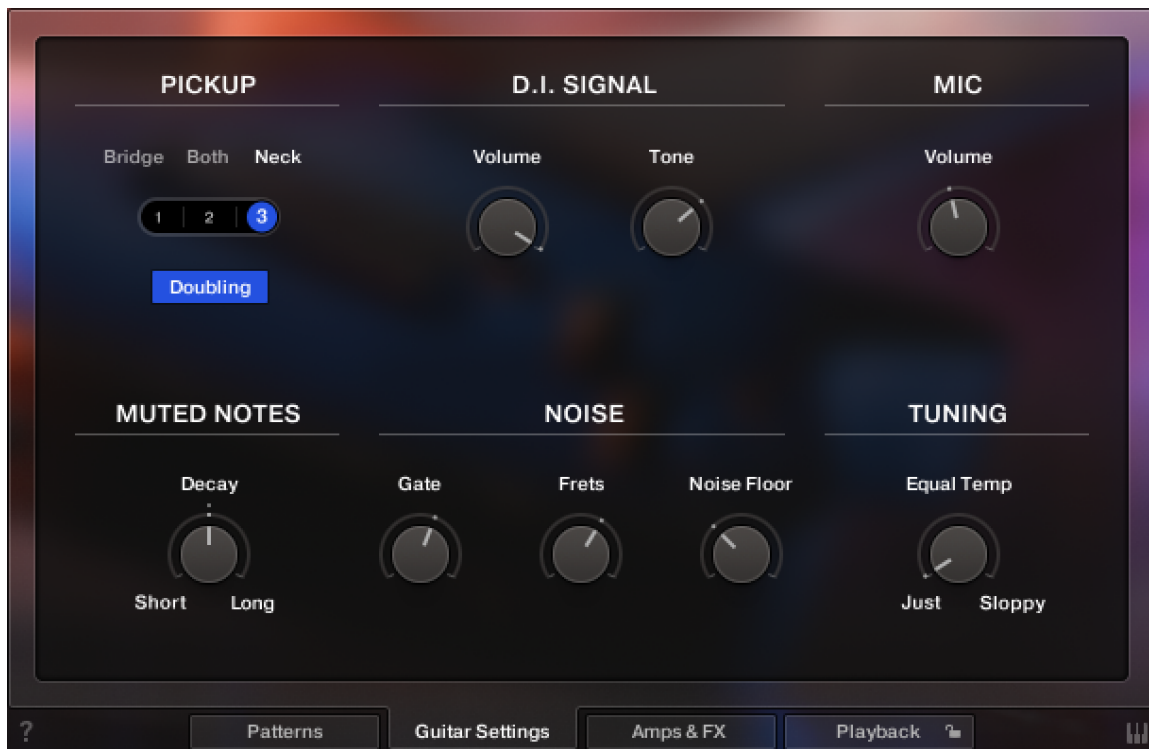 PICKUP D.I. SIGNAL MIC
Bridge Both Neck Volume Tone Volume
1 2 3
Doubling
MUTED NOTES NOISE TUNING
Decay Gate Frets Noise Floor Equal Temp
Short Long Just Sloppy
? Patterns Guitar Settings Amps & FX Playback